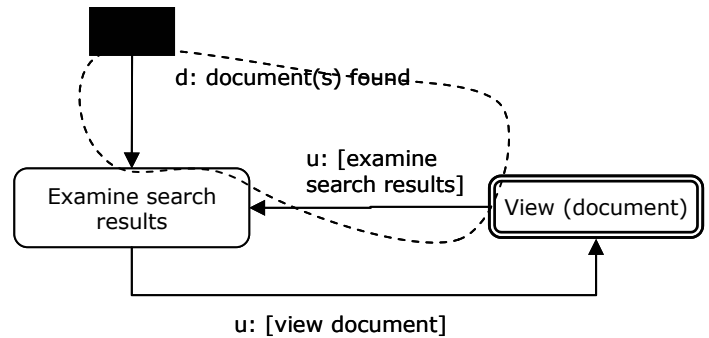 d: document(s) found
u: [examine
search results]
Examine search
results
View (document)
u: [view document]